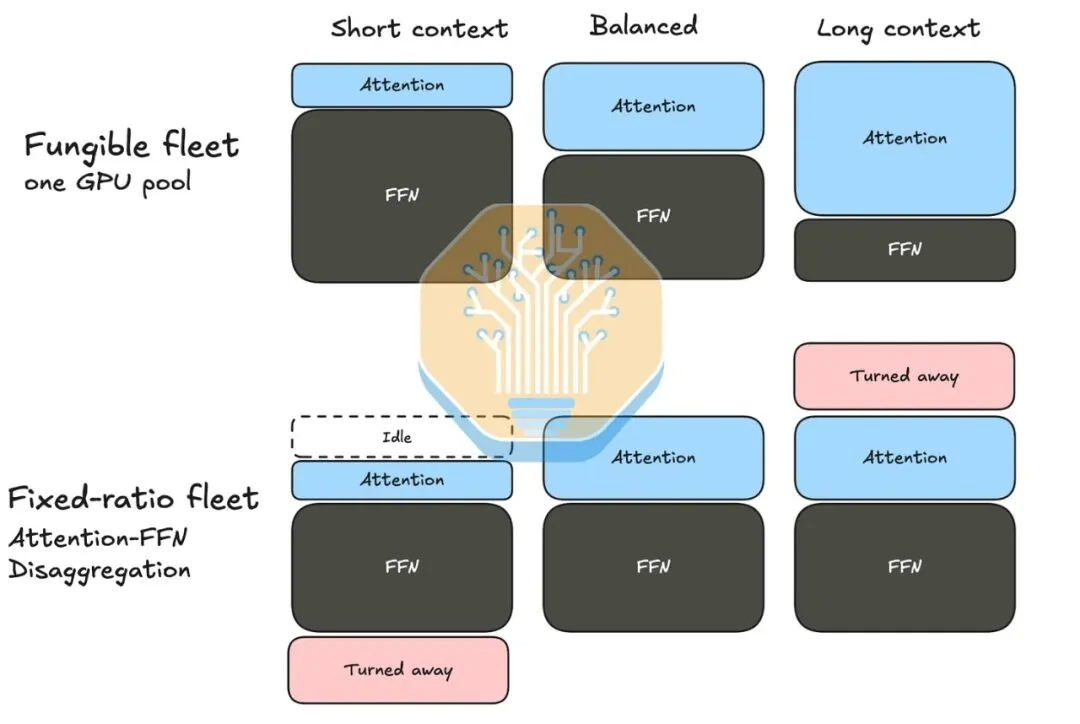 Short context
Balanced
Long context
Fungible fleet
one GPU pool
Attention
FFN
Attention
FFN
Attention
FFN
Fixed-ratio fleet
Attention-FFN
Disaggregation
Idle
Attention
FFN
Turned away
Attention
FFN
Turned away
Attention
FFN